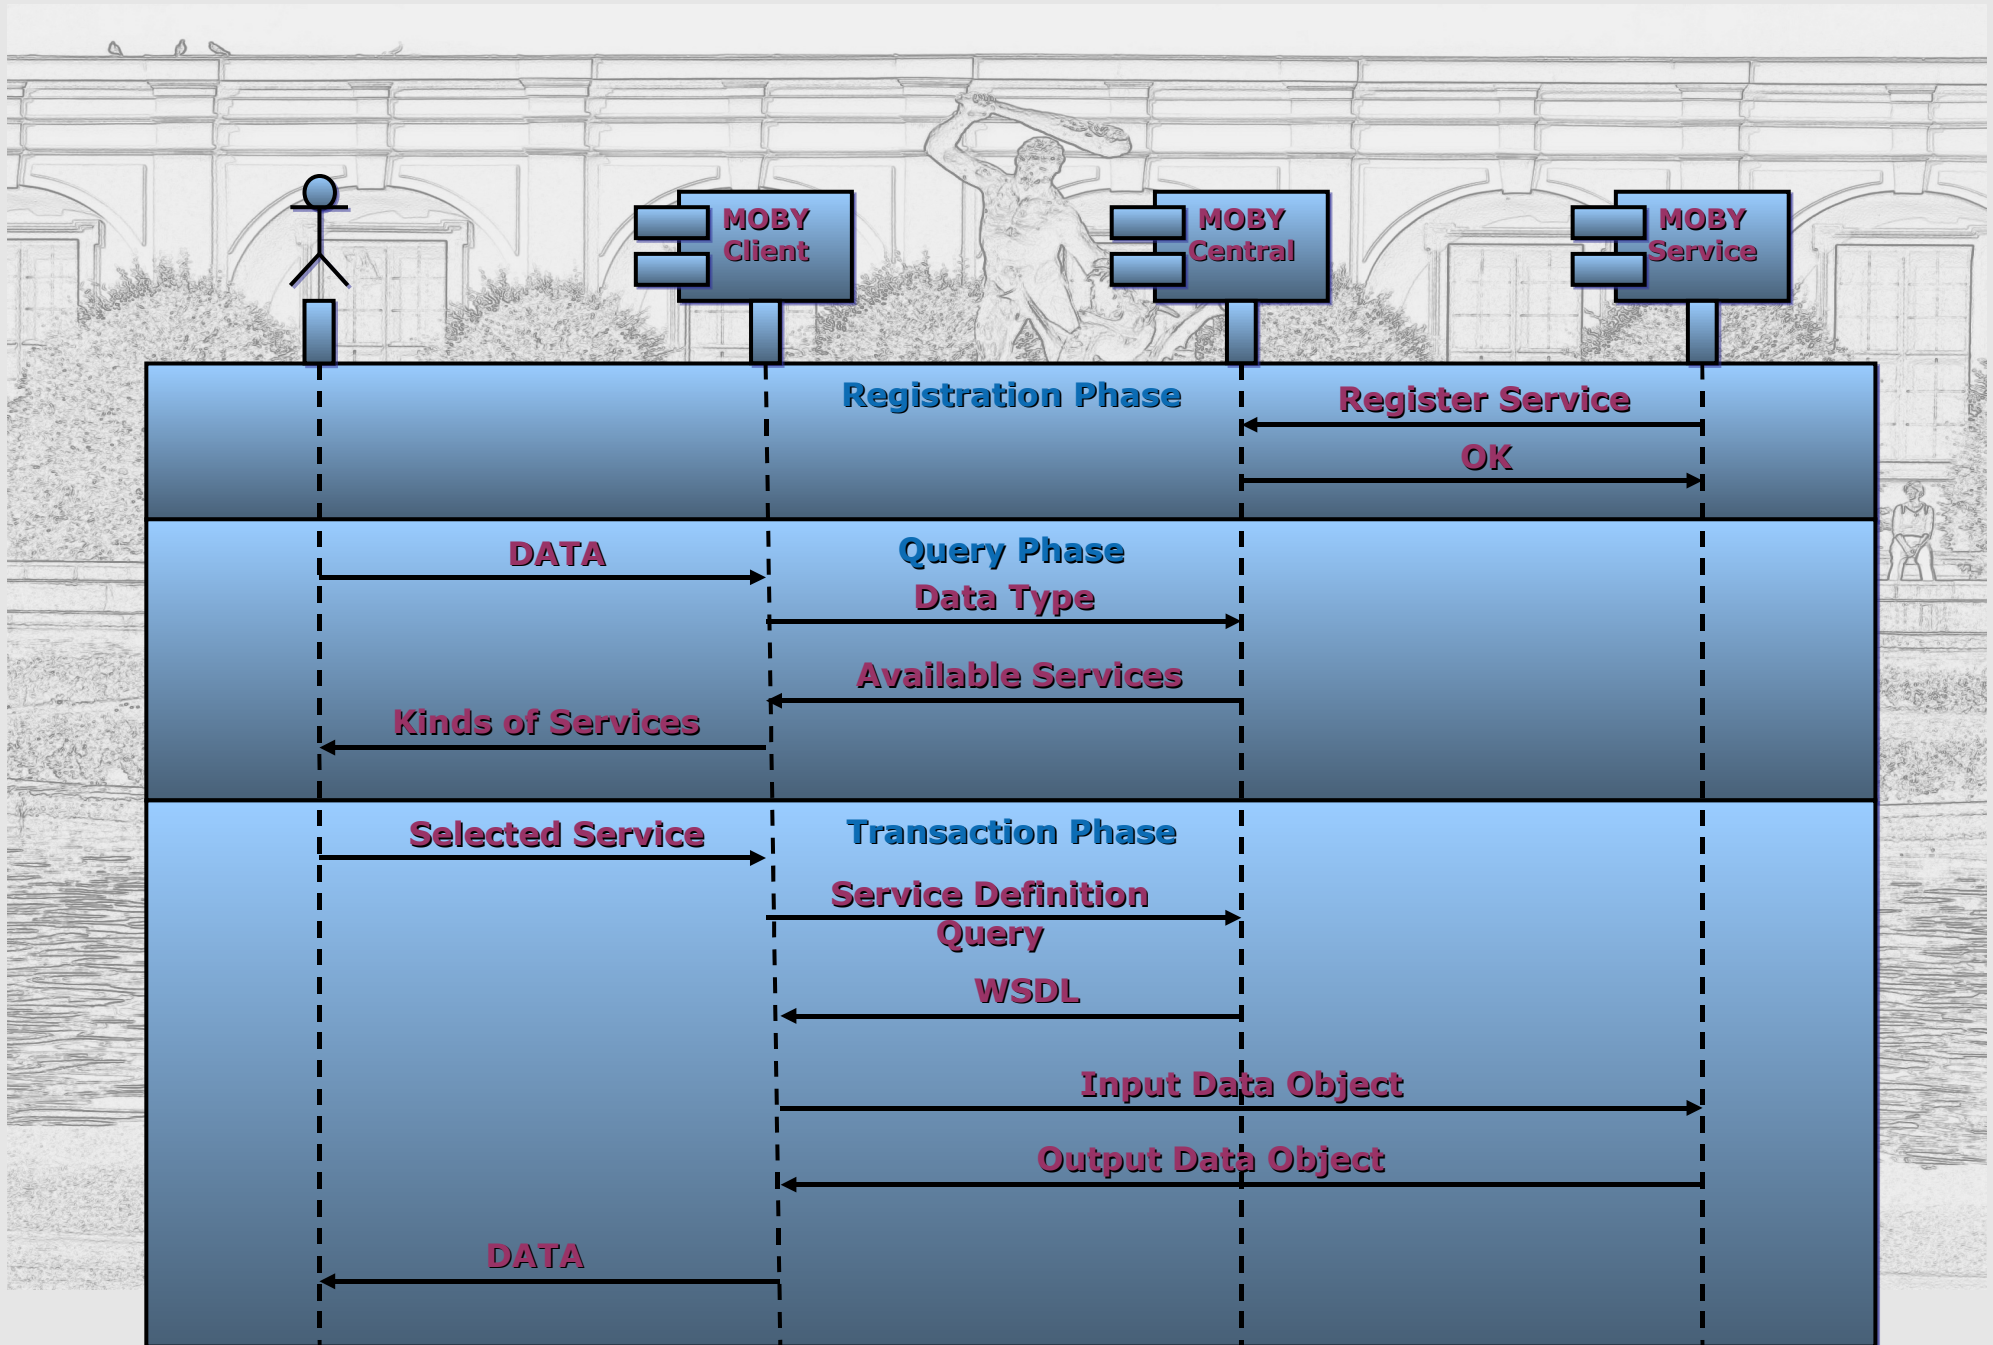 MOBY
Client
MOBY
Central
MOBY
Service
Registration Phase
Register Service
OK
DATA
Query Phase
Data Type
Available Services
Kinds of Services
Selected Service
Transaction Phase
Service Definition
Query
WSDL
Input Data Object
Output Data Object
DATA